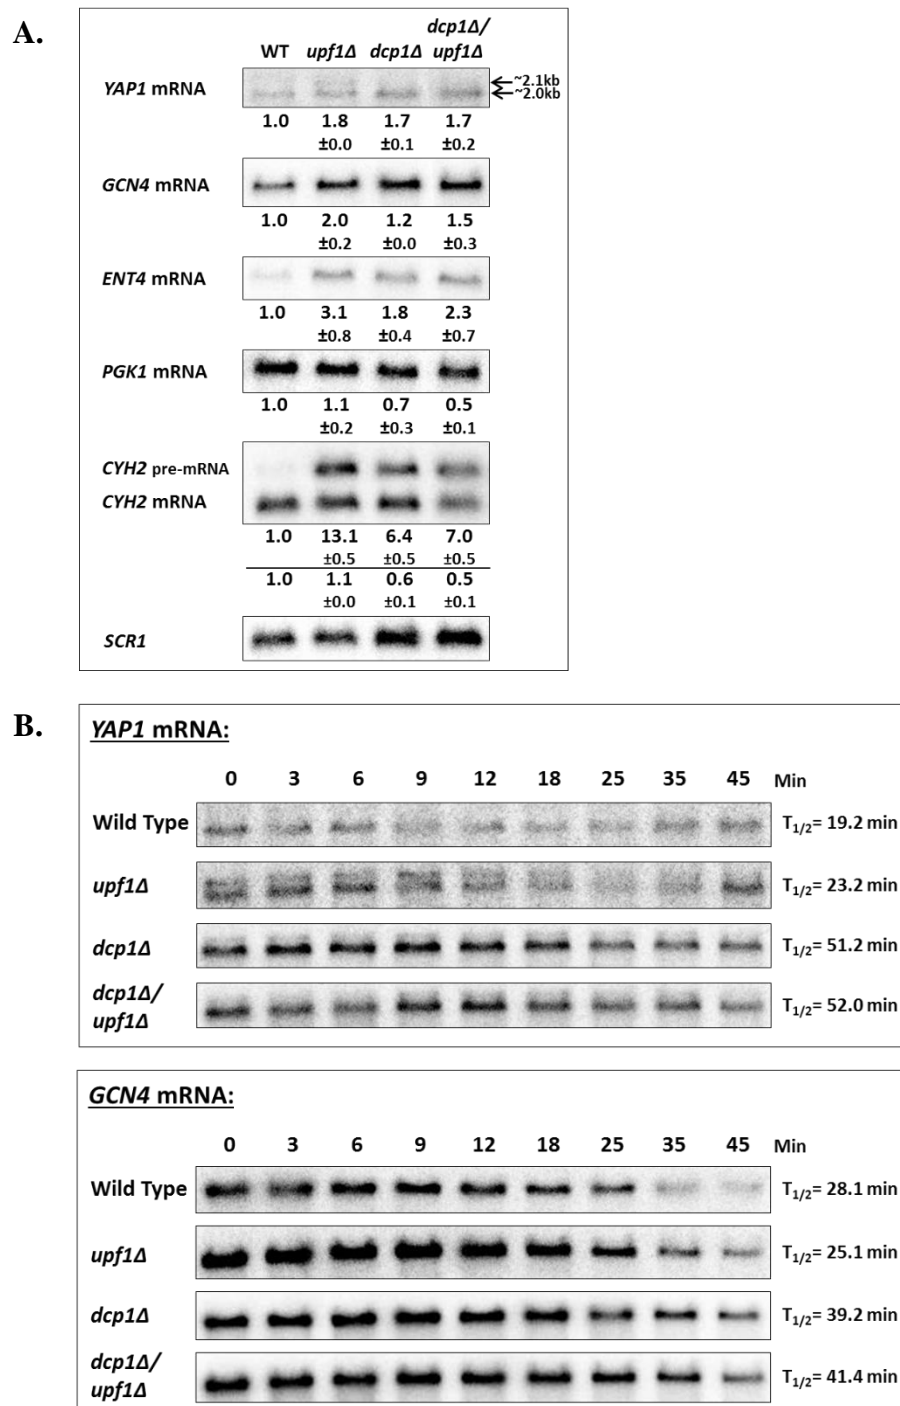 A.
WT upf1Δ dcp1Δ dcp1Δ/
upf1Δ
YAP1 mRNA
~2.1kb
~2.0kb
1.0 1.8 1.7 1.7
±0.0 ±0.1 ±0.2
GCN4 mRNA
1.0 2.0 1.2 1.5
±0.2 ±0.0 ±0.3
ENT4 mRNA
1.0 3.1 1.8 2.3
±0.8 ±0.4 ±0.7
PGK1 mRNA
1.0 1.1 0.7 0.5
±0.2 ±0.3 ±0.1
CYH2 pre-mRNA
CYH2 mRNA
1.0 13.1 6.4 7.0
±0.5 ±0.5 ±0.5
1.0 1.1 0.6 0.5
±0.0 ±0.1 ±0.1
SCR1
B.
YAP1 mRNA:
0 3 6 9 12 18 25 35 45 Min
Wild Type T1/2= 19.2 min
upf1Δ T1/2= 23.2 min
dcp1Δ T1/2= 51.2 min
dcp1Δ/
upf1Δ T1/2= 52.0 min
GCN4 mRNA:
0 3 6 9 12 18 25 35 45 Min
Wild Type T1/2= 28.1 min
upf1Δ T1/2= 25.1 min
dcp1Δ T1/2= 39.2 min
dcp1Δ/
upf1Δ T1/2= 41.4 min